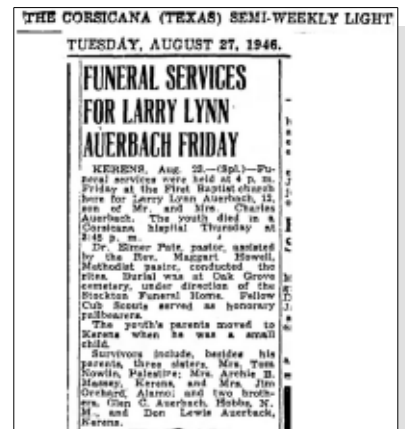 THE CORSICANA (TEXAS) SEMI-WEEKLY LIGHT
TUESDAY, AUGUST 27, 1946.
FUNERAL SERVICES
FOR LARRY LYNN
AUERBACH FRIDAY
KERENS, Aug. —(Spl.)—Fu-
neral services were held at 4 p. m.
Friday at the First Baptist church
here for Larry Lynn Auerbach, 12,
son of Mr. and Mrs. Charles
Auerbach. The youth died in a
Corsicana hispital Thursday at
2:45 p. m.
Dr. Elmer Pate, pastor, assisted
by the Rev. Maggart Howell,
Methodist pastor, conducted the
rites. Burial was at Oak Grove
cemetery, under direction of the
Stockton Funeral Home. Fellow
Cub Scouts served as honorary
pallbearers.
The youth's parents moved to
Kerens when he was a small
child.
Survivors include, besides his
parents, three sisters, Mrs. Tom
Nowlin, Palestine; Mrs. Archie B.
Massey, Kerens, and Mrs. Jim
Orchard, Alamo; and two broth-
ers, Glen C. Auerbach, Hobbs, N.
M., and Don Lewis Auerback,
Kerens.